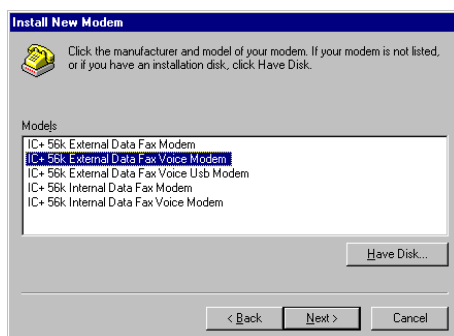 Install New Modem
Click the manufacturer and model of your modem. If your modem is not listed,
or if you have an installation disk, click Have Disk.
Models
IC+ 56k External Data Fax Modem
IC+ 56k External Data Fax Voice Modem
IC+ 56k External Data Fax Voice Usb Modem
IC+ 56k Internal Data Fax Modem
IC+ 56k Internal Data Fax Voice Modem
Have Disk...
< Back
Next >
Cancel